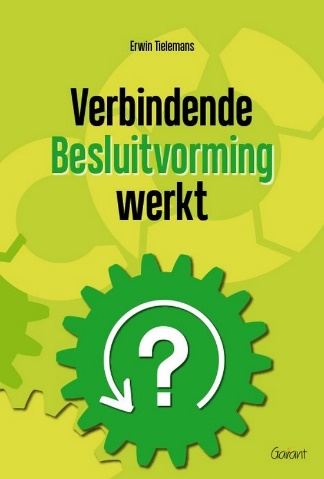 Erwin Tielemans
Verbindende
Besluitvorming
werkt
?
Garant